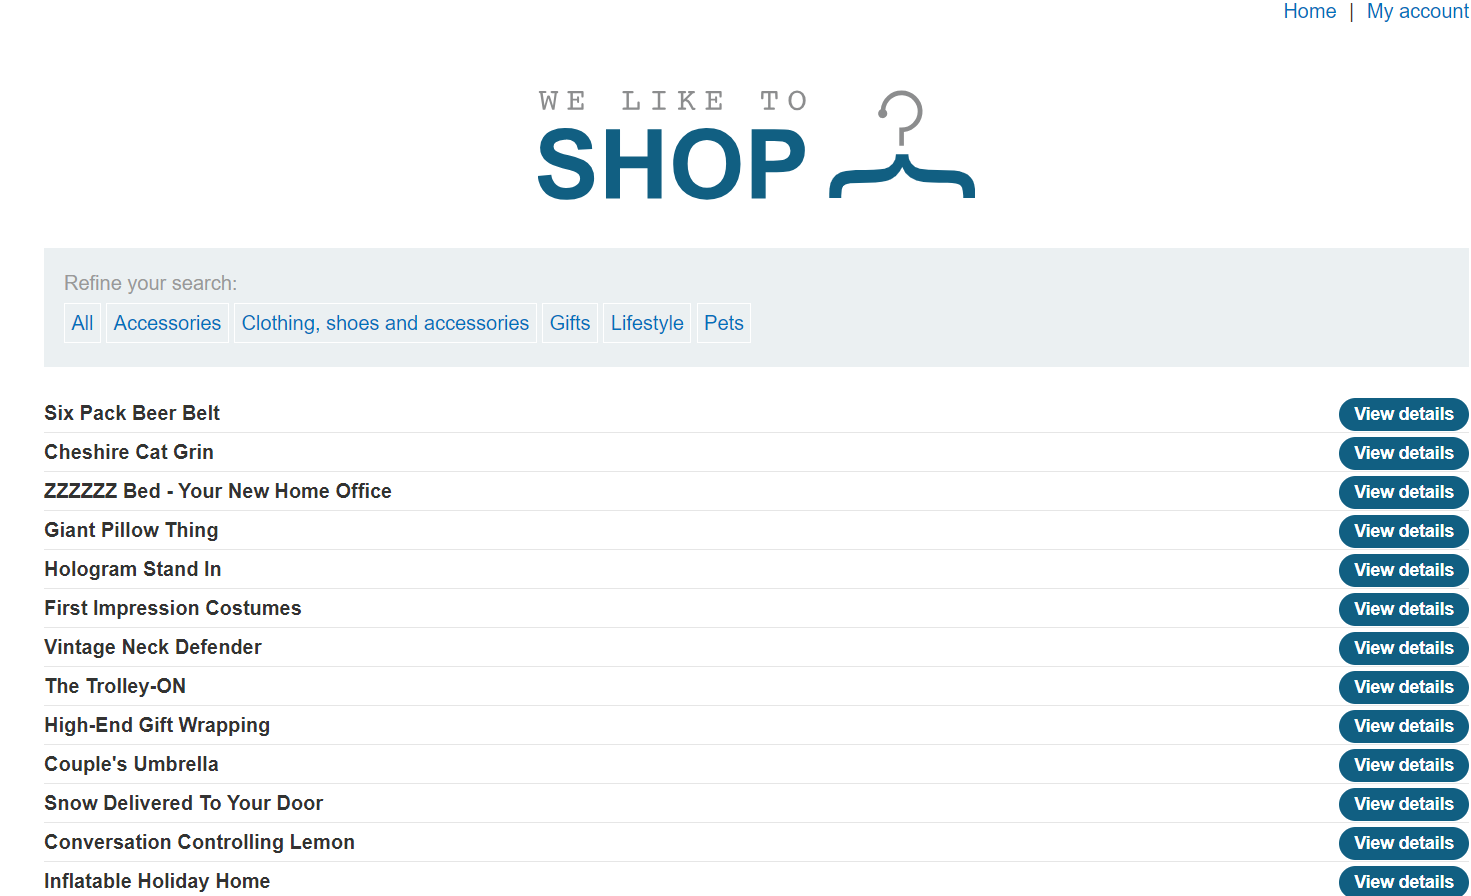 Home | My account
WE LIKE TO
SHOP
Refine your search:
All Accessories Clothing, shoes and accessories Gifts Lifestyle Pets
Six Pack Beer Belt View details
Cheshire Cat Grin View details
ZZZZZZ Bed - Your New Home Office View details
Giant Pillow Thing View details
Hologram Stand In View details
First Impression Costumes View details
Vintage Neck Defender View details
The Trolley-ON View details
High-End Gift Wrapping View details
Couple's Umbrella View details
Snow Delivered To Your Door View details
Conversation Controlling Lemon View details
Inflatable Holiday Home View details